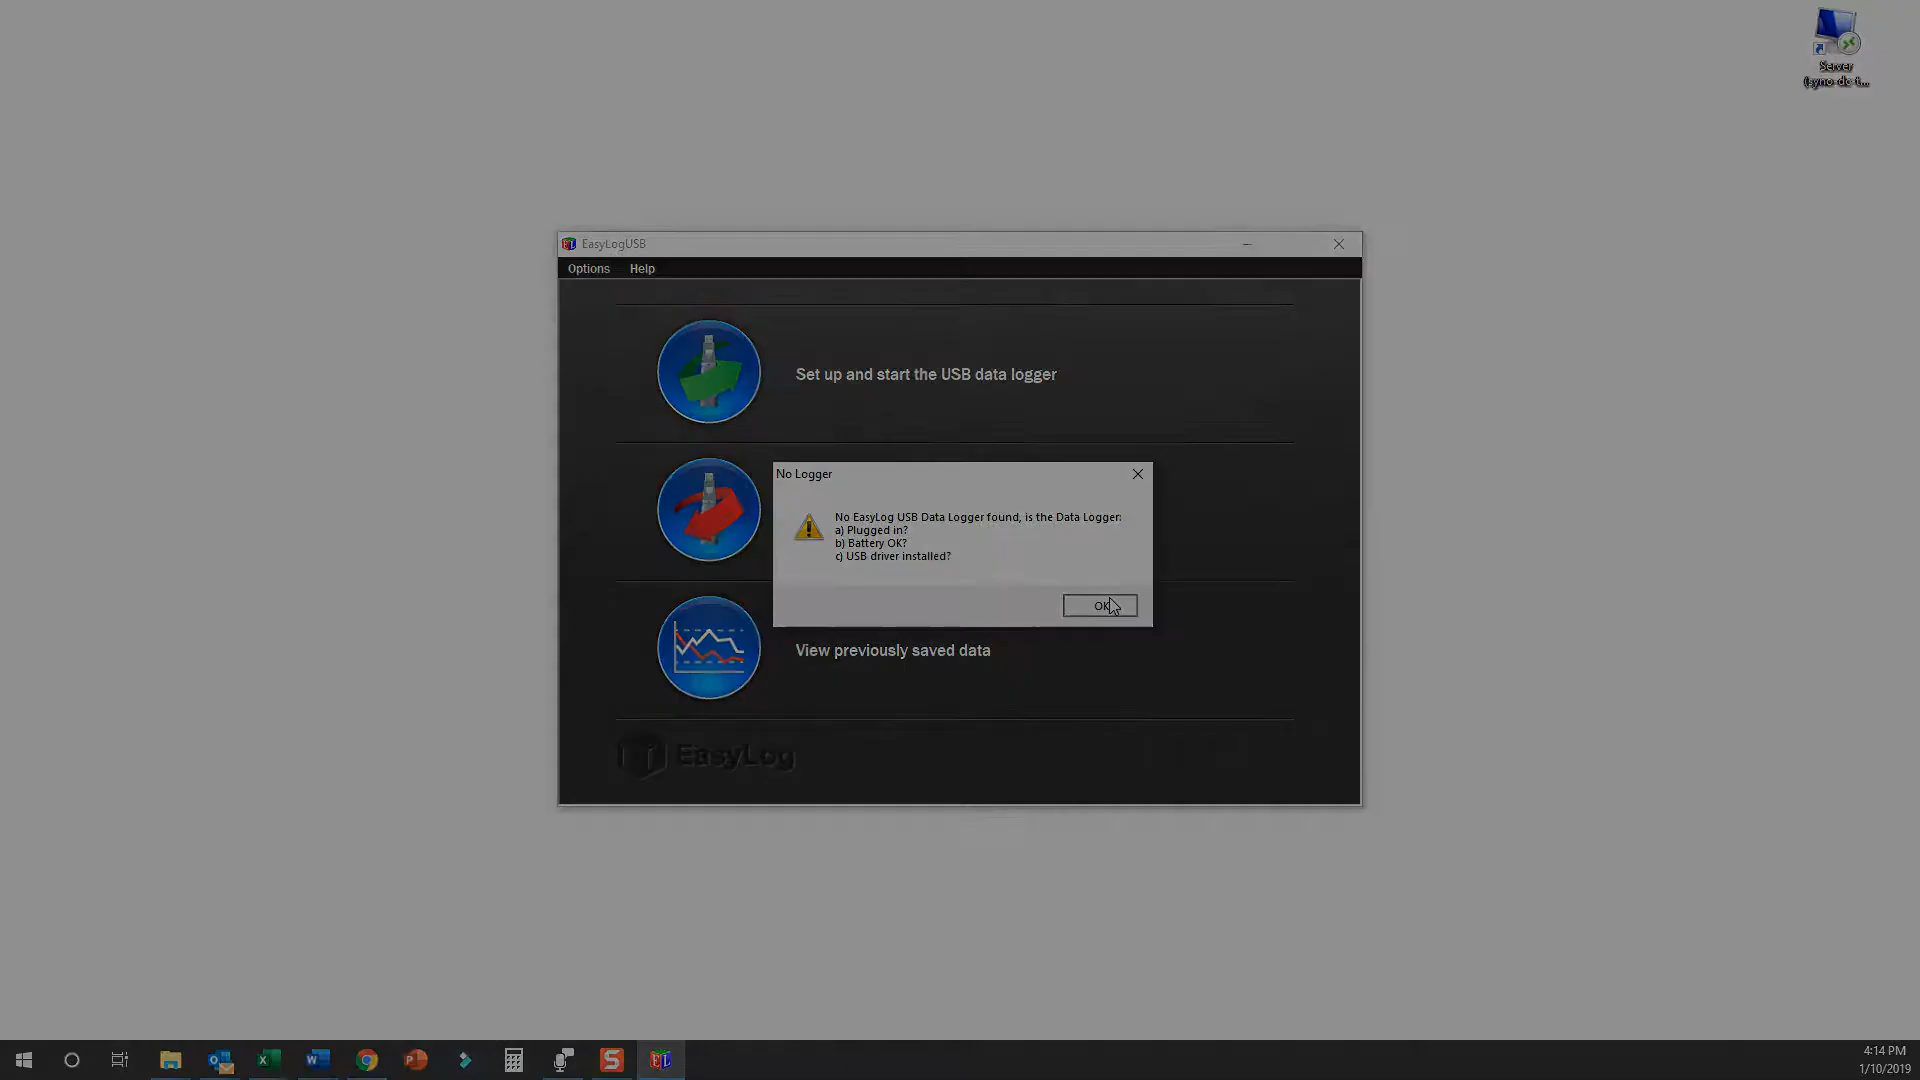 Server
(syno-dc-t...
EasyLogUSB
Options Help
Set up and start the USB data logger
No Logger
No EasyLog USB Data Logger found, is the Data Logger:
a) Plugged in?
b) Battery OK?
c) USB driver installed?
OK
View previously saved data
EasyLog
4:14 PM
1/10/2019